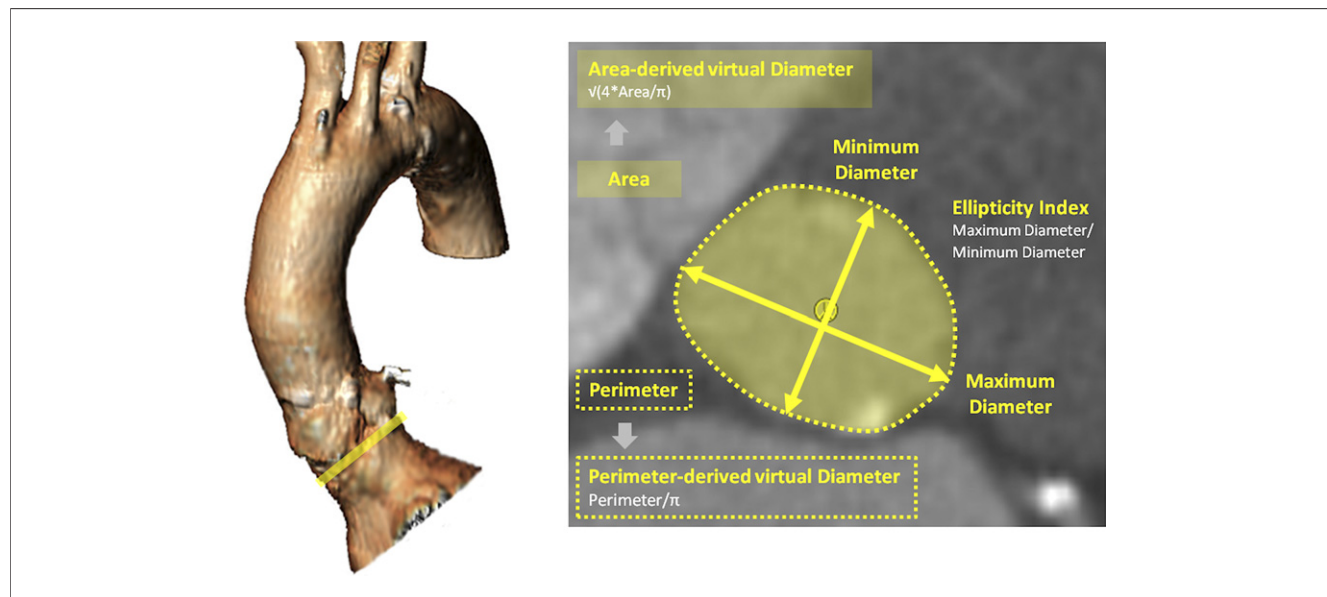 Area-derived virtual Diameter
√(4*Area/π)
Area
Minimum
Diameter
Ellipticity Index
Maximum Diameter/
Minimum Diameter
Perimeter
Maximum
Diameter
Perimeter-derived virtual Diameter
Perimeter/π